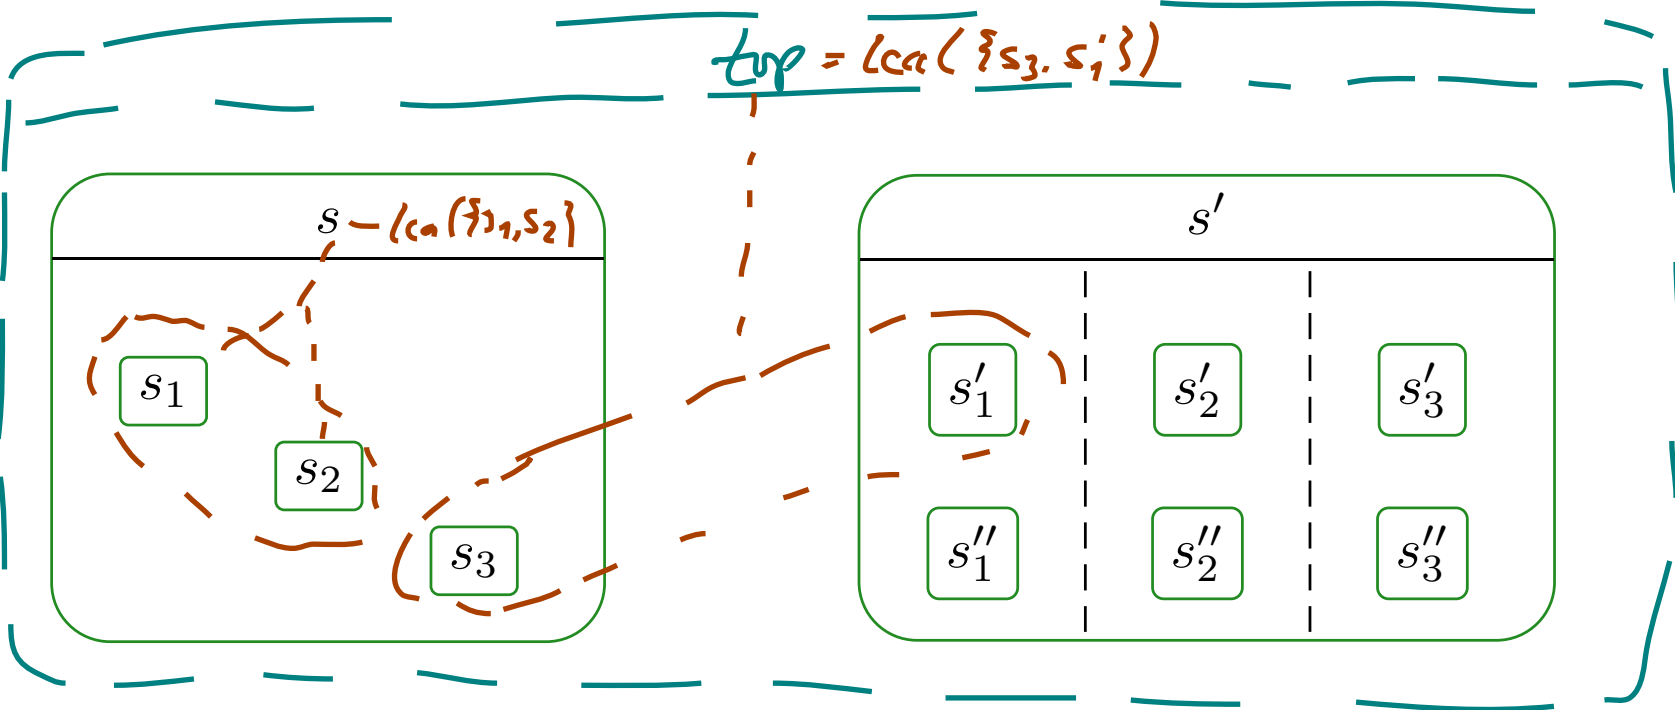 top = lca({s₃, s₁'})
s – lca({s₁,s₂}
s′
s₁
s₁′ s₂′ s₃′
s₂
s₃
s₁″ s₂″ s₃″